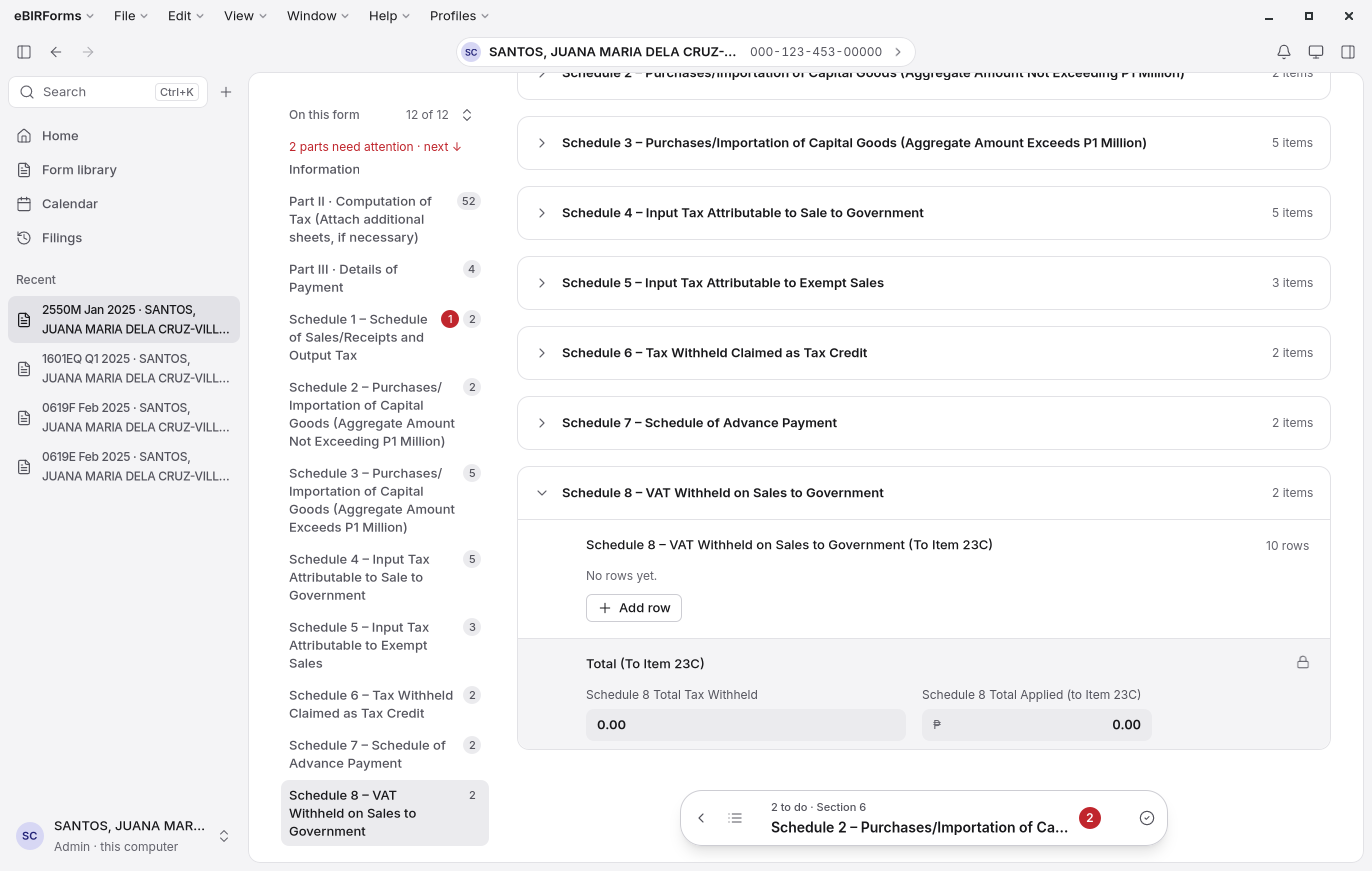 eBIRForms File Edit View Window Help Profiles
SC SANTOS, JUANA MARIA DELA CRUZ-... 000-123-453-00000
Search Ctrl+K
Home
Form library
Calendar
Filings
Recent
2550M Jan 2025 · SANTOS,
JUANA MARIA DELA CRUZ-VILL...
1601EQ Q1 2025 · SANTOS,
JUANA MARIA DELA CRUZ-VILL...
0619F Feb 2025 · SANTOS,
JUANA MARIA DELA CRUZ-VILL...
0619E Feb 2025 · SANTOS,
JUANA MARIA DELA CRUZ-VILL...
SC SANTOS, JUANA MAR...
Admin · this computer
On this form 12 of 12
2 parts need attention · next ↓
Information
Part II · Computation of 52
Tax (Attach additional
sheets, if necessary)
Part III · Details of 4
Payment
Schedule 1 – Schedule 1 2
of Sales/Receipts and
Output Tax
Schedule 2 – Purchases/ 2
Importation of Capital
Goods (Aggregate Amount
Not Exceeding P1 Million)
Schedule 3 – Purchases/ 5
Importation of Capital
Goods (Aggregate Amount
Exceeds P1 Million)
Schedule 4 – Input Tax 5
Attributable to Sale to
Government
Schedule 5 – Input Tax 3
Attributable to Exempt
Sales
Schedule 6 – Tax Withheld 2
Claimed as Tax Credit
Schedule 7 – Schedule of 2
Advance Payment
Schedule 8 – VAT 2
Withheld on Sales to
Government
Schedule 2 – Purchases/Importation of Capital Goods (Aggregate Amount Not Exceeding P1 Million) 2 items
Schedule 3 – Purchases/Importation of Capital Goods (Aggregate Amount Exceeds P1 Million) 5 items
Schedule 4 – Input Tax Attributable to Sale to Government 5 items
Schedule 5 – Input Tax Attributable to Exempt Sales 3 items
Schedule 6 – Tax Withheld Claimed as Tax Credit 2 items
Schedule 7 – Schedule of Advance Payment 2 items
Schedule 8 – VAT Withheld on Sales to Government 2 items
Schedule 8 – VAT Withheld on Sales to Government (To Item 23C) 10 rows
No rows yet.
Add row
Total (To Item 23C)
Schedule 8 Total Tax Withheld Schedule 8 Total Applied (to Item 23C)
0.00 ₱ 0.00
2 to do · Section 6
Schedule 2 – Purchases/Importation of Ca... 2